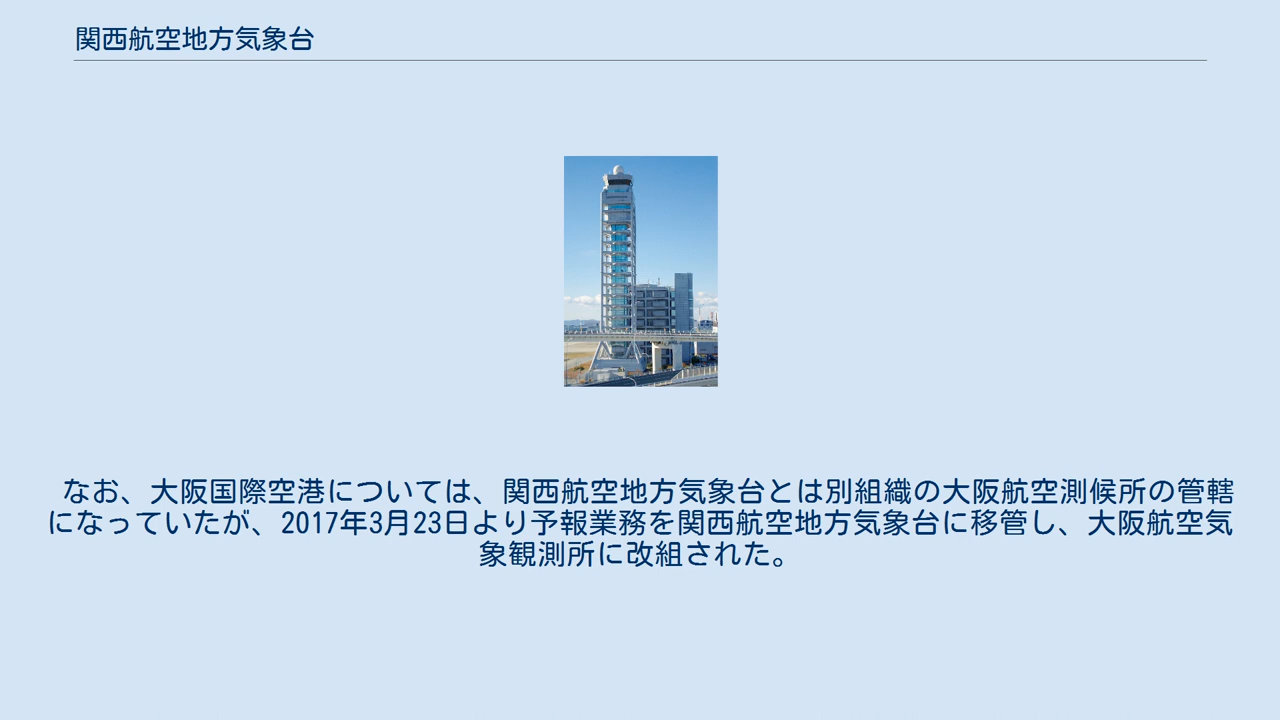 関西航空地方気象台
なお、大阪国際空港については、関西航空地方気象台とは別組織の大阪航空測候所の管轄
になっていたが、2017年3月23日より予報業務を関西航空地方気象台に移管し、大阪航空気
象観測所に改組された。